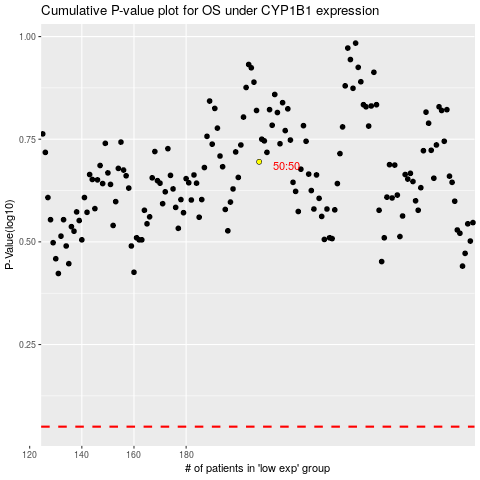 Cumulative P-value plot for OS under CYP1B1 expression
1.00
0.75
50:50
0.50
0.25
P-Value(log10)
120 140 160 180
# of patients in 'low exp' group